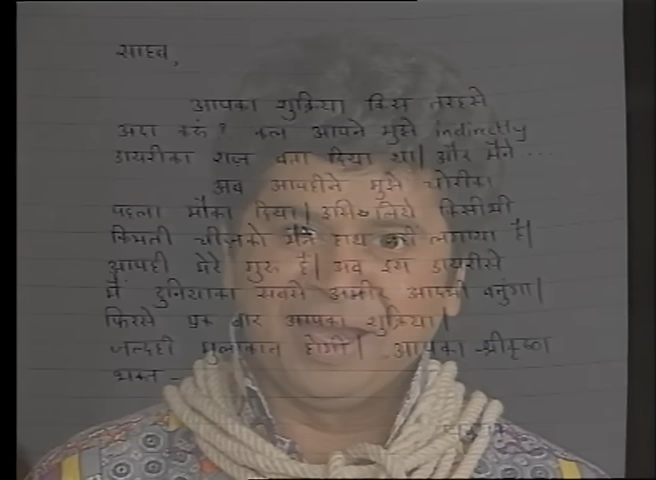 साहब,
आपका शुक्रिया किस तरहसे
अदा करुं? कल आपने मुझे indirectly
डायरीका राज़ बता दिया था| और मैंने ...
अब आपहीने मुझे चोरीका
पहला मौका दिया| इसिलिये किसीभी
किमती चीज़को मैंने हाथ नहीं लगाया है|
आपही मेरे गुरु है| अब इस डायरीसे
मैं दुनियाका सबसे अमीर आदमी बनुंगा|
फिरसे एक बार आपका शुक्रिया|
जल्दही मुलाकात होगी| आपका श्रीकृष्ण
भक्त -